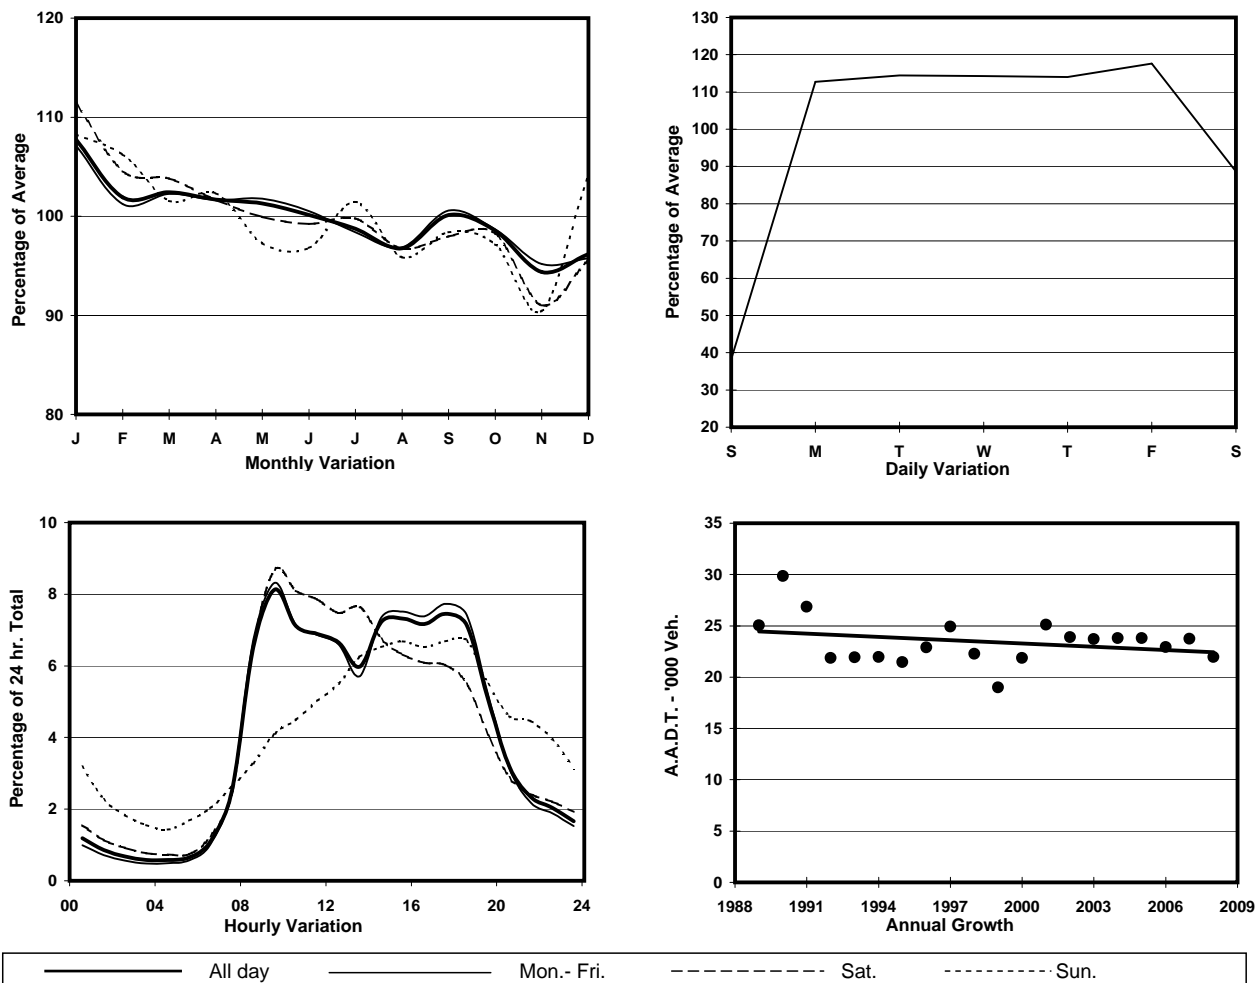 120
110
100
90
80
Percentage of Average
J F M A M J J A S O N D
Monthly Variation
130
120
110
100
90
80
70
60
50
40
30
20
Percentage of Average
S M T W T F S
Daily Variation
10
8
6
4
2
0
Percentage of 24 hr. Total
00 04 08 12 16 20 24
Hourly Variation
35
30
25
20
15
10
5
0
A.A.D.T. - '000 Veh.
1988 1991 1994 1997 2000 2003 2006 2009
Annual Growth
All day Mon.- Fri. Sat. Sun.